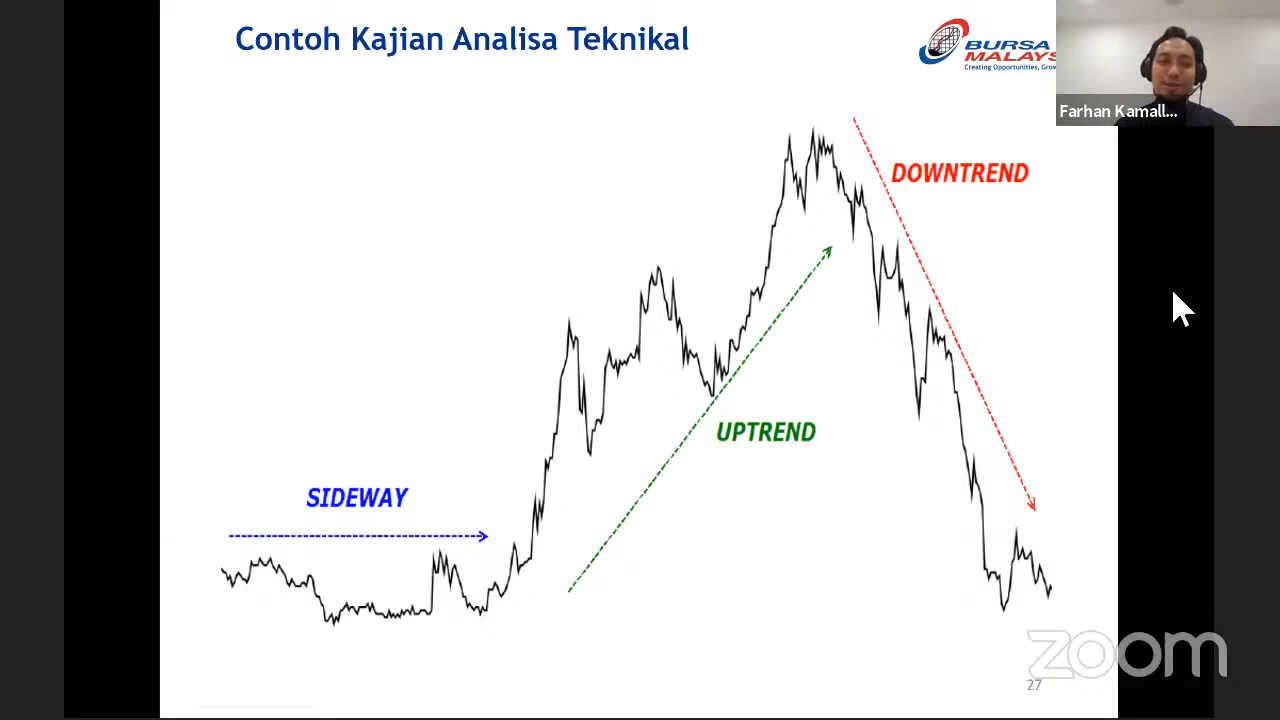 Contoh Kajian Analisa Teknikal
BURSA
MALAYS
Creating Opportunities, Grow
Farhan Kamall...
DOWNTREND
UPTREND
SIDEWAY
zoom
27